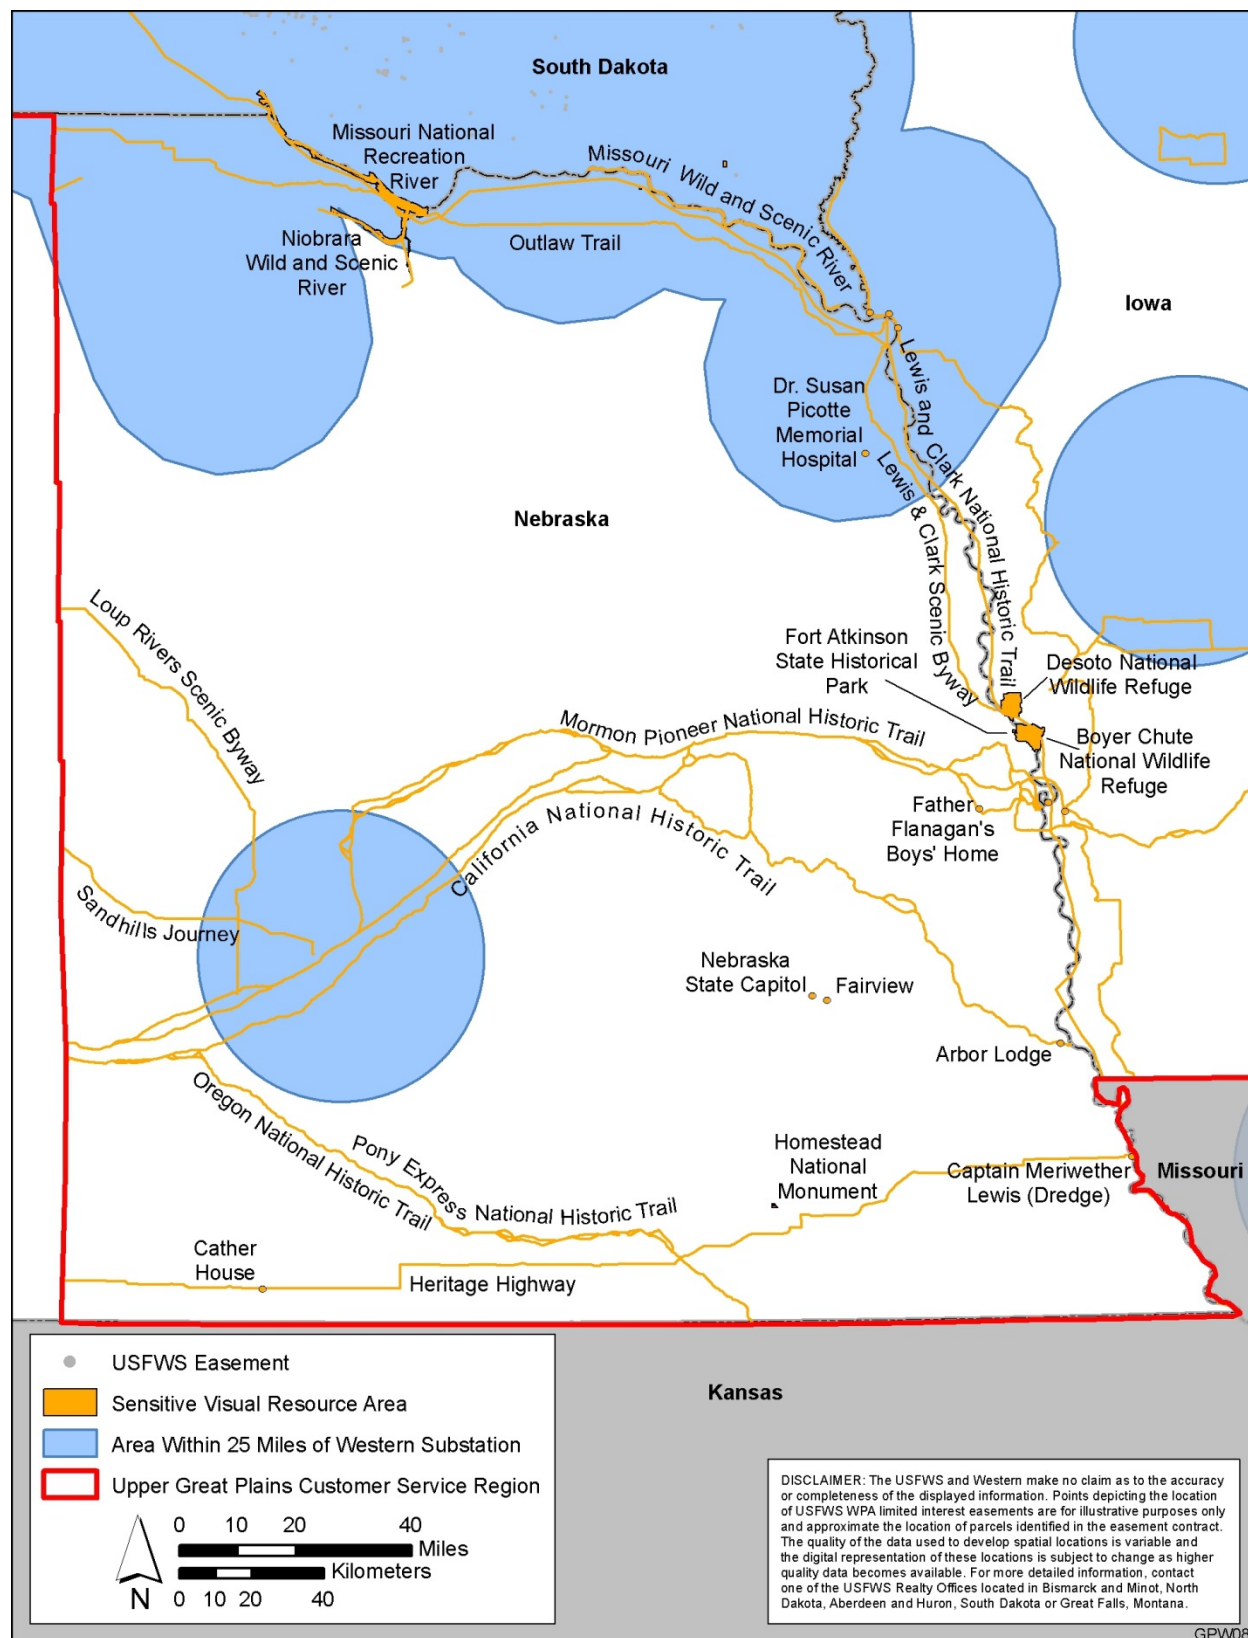 South Dakota
Missouri National
Recreation
River
Missouri Wild and Scenic River
Niobrara
Wild and Scenic
River
Outlaw Trail
Iowa
Dr. Susan
Picotte
Memorial
Hospital
Lewis and Clark National Historic Trail
Lewis & Clark Scenic Byway
Nebraska
Loup Rivers Scenic Byway
Fort Atkinson
State Historical
Park
Desoto National
Wildlife Refuge
Mormon Pioneer National Historic Trail
Boyer Chute
National Wildlife
Refuge
California National Historic Trail
Father
Flanagan's
Boys' Home
Sandhills Journey
Nebraska
State Capitol
Fairview
Arbor Lodge
Oregon National Historic Trail
Pony Express National Historic Trail
Homestead
National
Monument
Captain Meriwether
Lewis (Dredge)
Missouri
Cather
House
Heritage Highway
Kansas
USFWS Easement
Sensitive Visual Resource Area
Area Within 25 Miles of Western Substation
Upper Great Plains Customer Service Region
N
0 10 20 40
Miles
Kilometers
0 10 20 40
DISCLAIMER: The USFWS and Western make no claim as to the accuracy
or completeness of the displayed information. Points depicting the location
of USFWS WPA limited interest easements are for illustrative purposes only
and approximate the location of parcels identified in the easement contract.
The quality of the data used to develop spatial locations is variable and
the digital representation of these locations is subject to change as higher
quality data becomes available. For more detailed information, contact
one of the USFWS Realty Offices located in Bismarck and Minot, North
Dakota, Aberdeen and Huron, South Dakota or Great Falls, Montana.
GPW08